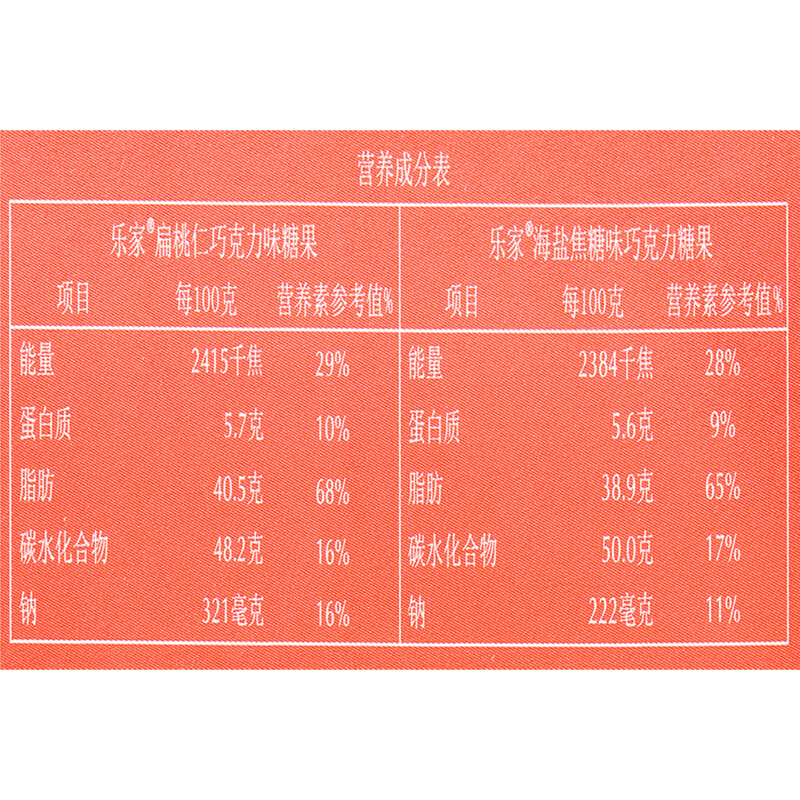 营养成分表
乐家®扁桃仁巧克力味糖果
项目 每100克 营养素参考值%
能量 2415千焦 29%
蛋白质 5.7克 10%
脂肪 40.5克 68%
碳水化合物 48.2克 16%
钠 321毫克 16%
乐家®海盐焦糖味巧克力糖果
项目 每100克 营养素参考值%
能量 2384千焦 28%
蛋白质 5.6克 9%
脂肪 38.9克 65%
碳水化合物 50.0克 17%
钠 222毫克 11%